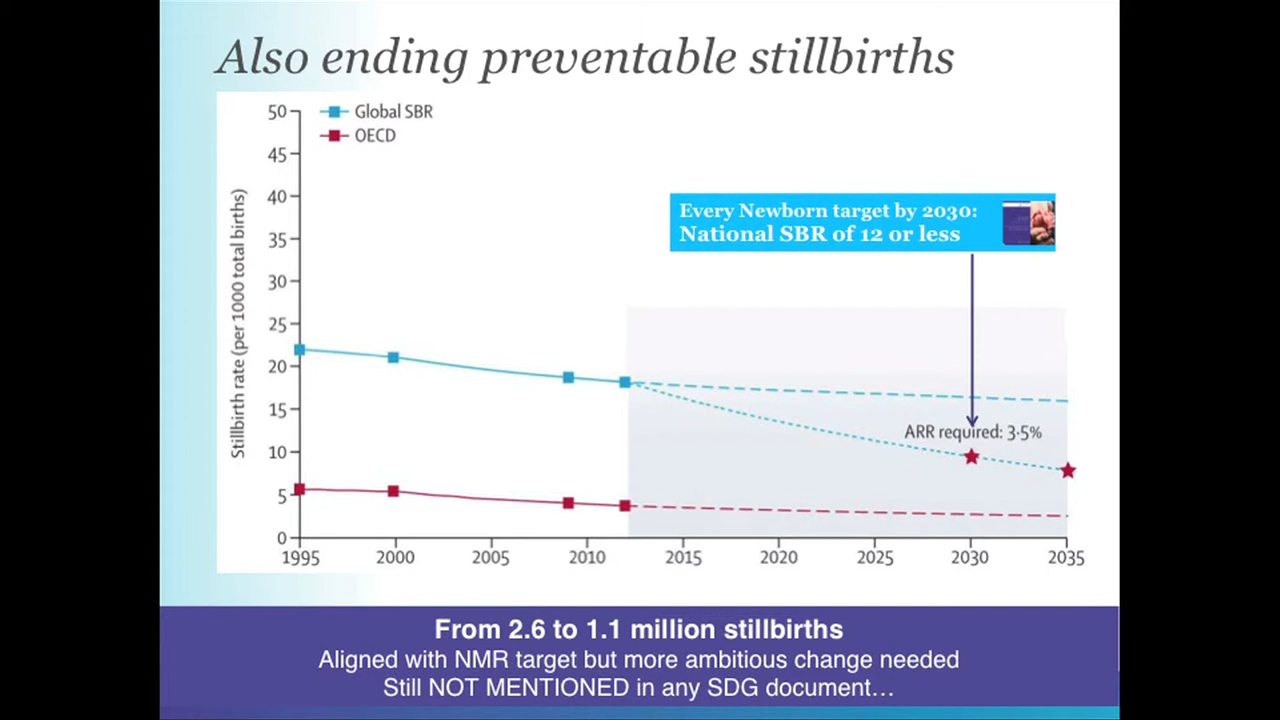 Also ending preventable stillbirths
Global SBR
OECD
50
45
40
35
30
25
20
15
10
5
0
Stillbirth rate (per 1000 total births)
Every Newborn target by 2030:
National SBR of 12 or less
ARR required: 3·5%
1995 2000 2005 2010 2015 2020 2025 2030 2035
From 2.6 to 1.1 million stillbirths
Aligned with NMR target but more ambitious change needed
Still NOT MENTIONED in any SDG document…